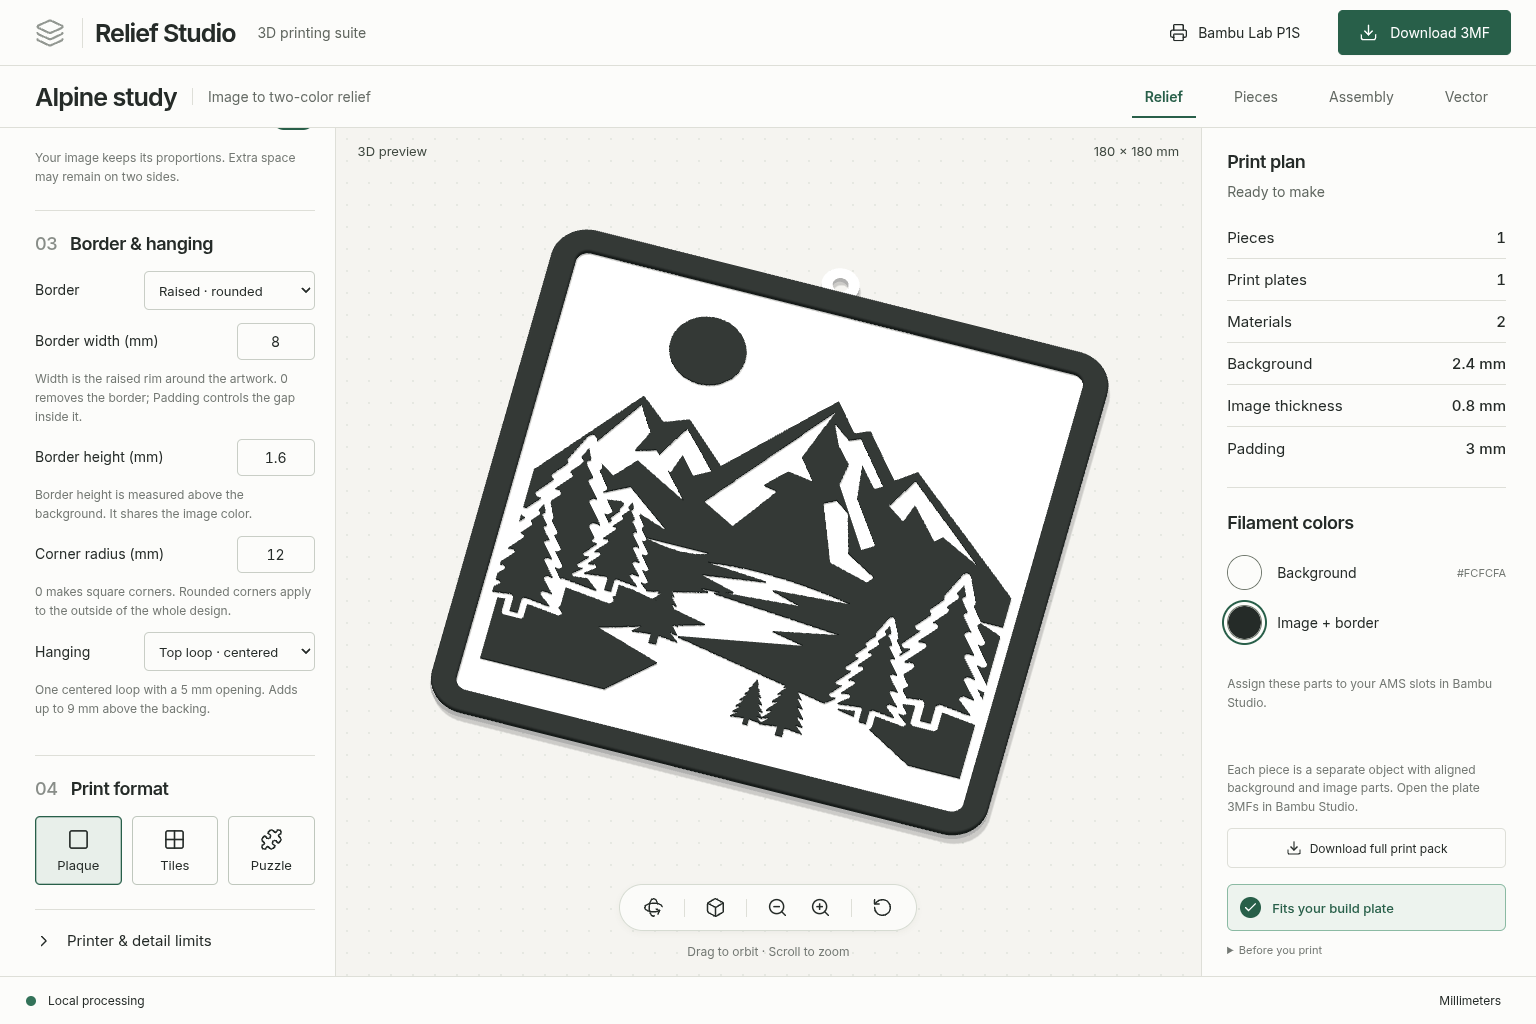 Relief Studio
3D printing suite
Bambu Lab P1S
Download 3MF
Alpine study
Image to two-color relief
Relief
Pieces
Assembly
Vector
Your image keeps its proportions. Extra space
may remain on two sides.
03 Border & hanging
Border
Raised · rounded
Border width (mm)
8
Width is the raised rim around the artwork. 0
removes the border; Padding controls the gap
inside it.
Border height (mm)
1.6
Border height is measured above the
background. It shares the image color.
Corner radius (mm)
12
0 makes square corners. Rounded corners apply
to the outside of the whole design.
Hanging
Top loop · centered
One centered loop with a 5 mm opening. Adds
up to 9 mm above the backing.
04 Print format
Plaque
Tiles
Puzzle
Printer & detail limits
3D preview
180 × 180 mm
Drag to orbit · Scroll to zoom
Print plan
Ready to make
Pieces 1
Print plates 1
Materials 2
Background 2.4 mm
Image thickness 0.8 mm
Padding 3 mm
Filament colors
Background #FCFCFA
Image + border
Assign these parts to your AMS slots in Bambu
Studio.
Each piece is a separate object with aligned
background and image parts. Open the plate
3MFs in Bambu Studio.
Download full print pack
Fits your build plate
Before you print
Local processing
Millimeters